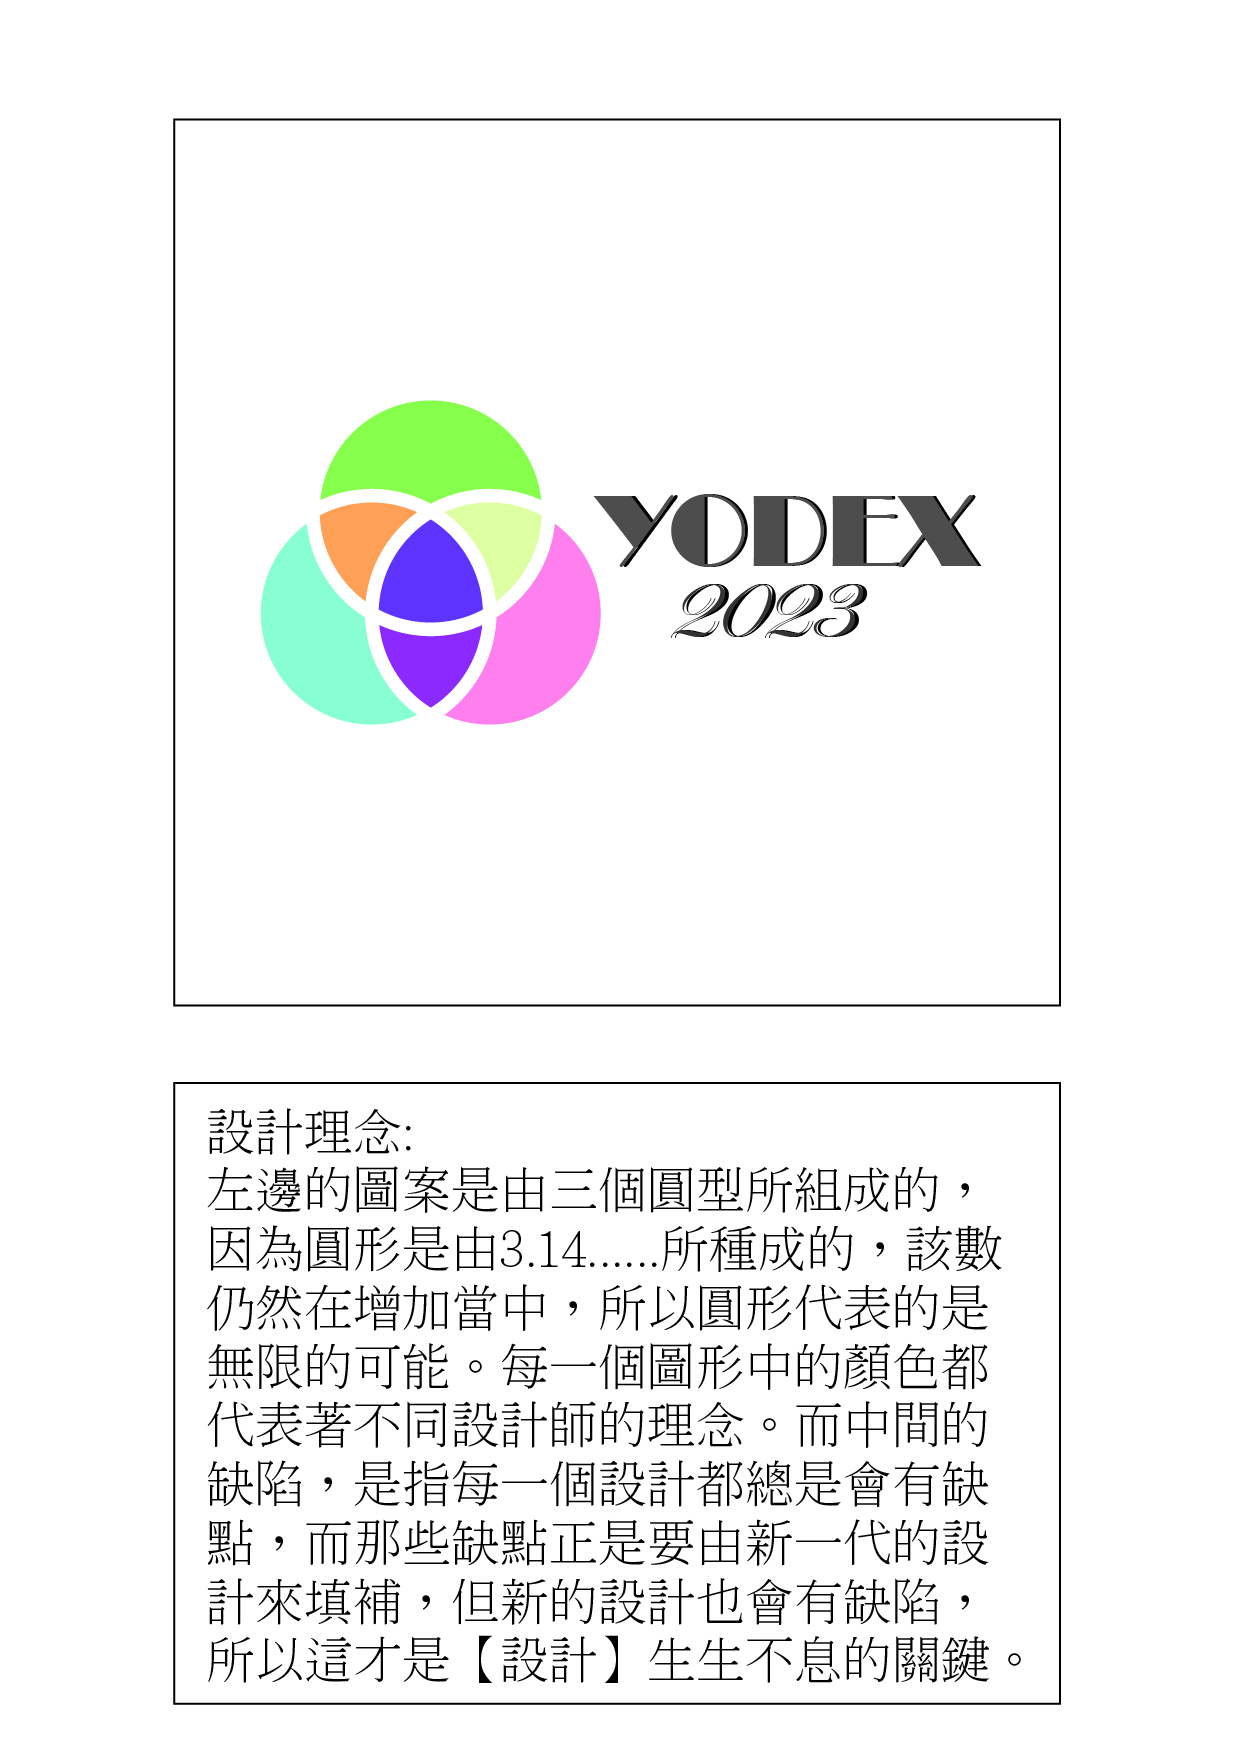 YODEX
2023
設計理念:
左邊的圖案是由三個圓型所組成的，
因為圓形是由3.14......所種成的，該數
仍然在增加當中，所以圓形代表的是
無限的可能。每一個圖形中的顏色都
代表著不同設計師的理念。而中間的
缺陷，是指每一個設計都總是會有缺
點，而那些缺點正是要由新一代的設
計來填補，但新的設計也會有缺陷，
所以這才是【設計】生生不息的關鍵。